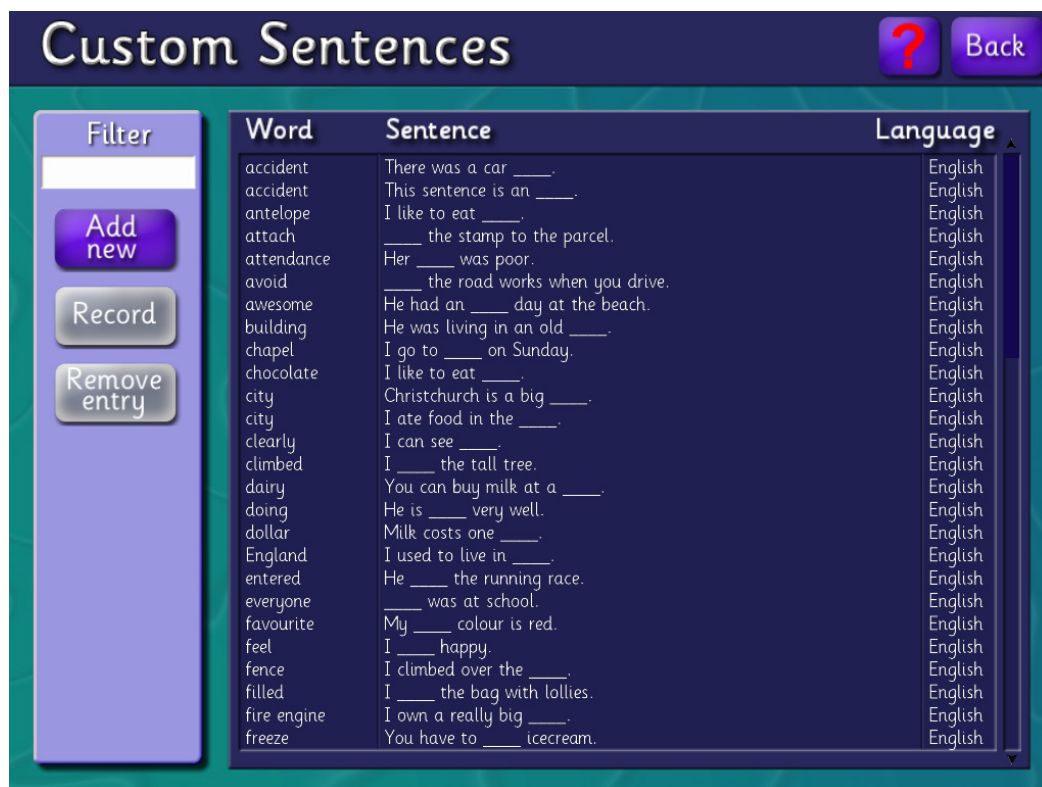 Custom Sentences
? Back
Filter
Add new
Record
Remove entry
Word Sentence Language
accident There was a car ____. English
accident This sentence is an ____. English
antelope I like to eat ____. English
attach ____ the stamp to the parcel. English
attendance Her ____ was poor. English
avoid ____ the road works when you drive. English
awesome He had an ____ day at the beach. English
building He was living in an old ____. English
chapel I go to ____ on Sunday. English
chocolate I like to eat ____. English
city Christchurch is a big ____. English
city I ate food in the ____. English
clearly I can see ____. English
climbed I ____ the tall tree. English
dairy You can buy milk at a ____. English
doing He is ____ very well. English
dollar Milk costs one ____. English
England I used to live in ____. English
entered He ____ the running race. English
everyone ____ was at school. English
favourite My ____ colour is red. English
feel I ____ happy. English
fence I climbed over the ____. English
filled I ____ the bag with lollies. English
fire engine I own a really big ____. English
freeze You have to ____ icecream. English